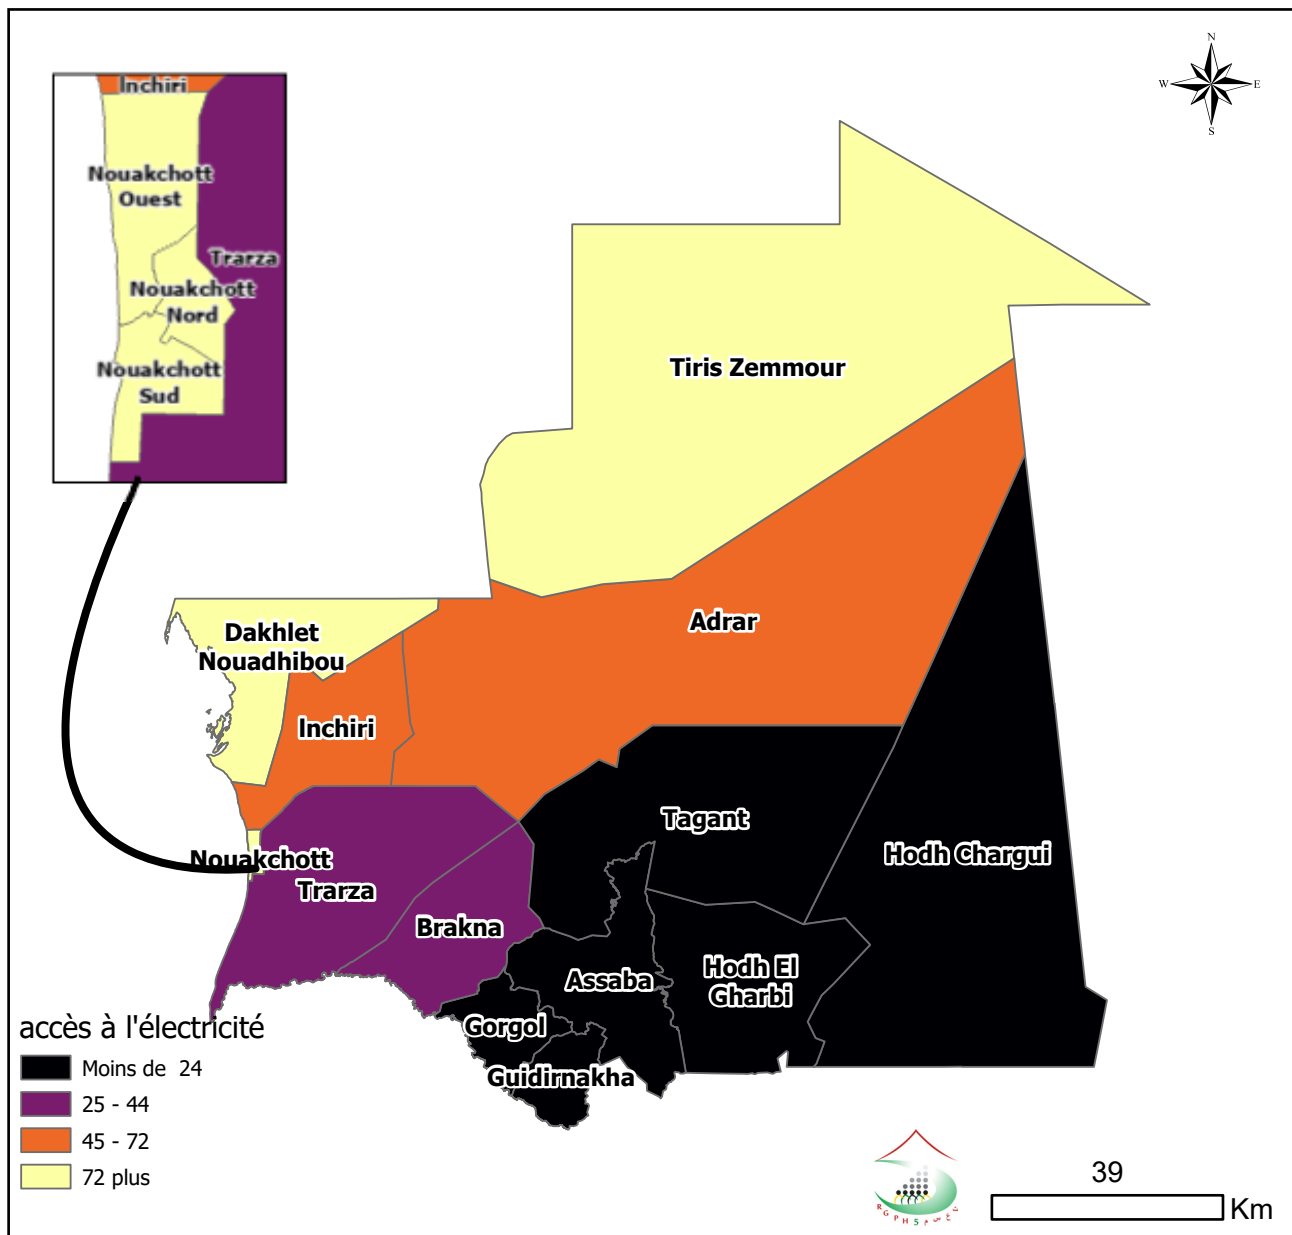 N
W
E
S
Inchiri
Nouakchott
Ouest
Trarza
Nouakchott
Nord
Nouakchott
Sud
Tiris Zemmour
Adrar
Dakhlet
Nouadhibou
Inchiri
Tagant
Hodh Chargui
Nouakchott
Trarza
Brakna
Assaba
Hodh El
Gharbi
Gorgol
Guidirnakha
accès à l'électricité
Moins de  24
25 - 44
45 - 72
72 plus
RGPH5
39
Km